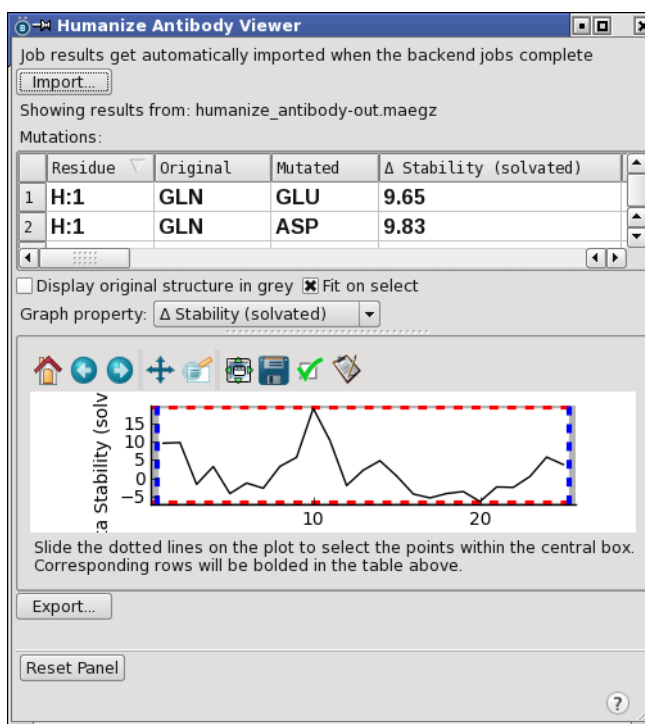 Humanize Antibody Viewer
Job results get automatically imported when the backend jobs complete
Import...
Showing results from: humanize_antibody-out.maegz
Mutations:
Residue Original Mutated Δ Stability (solvated)
1 H:1 GLN GLU 9.65
2 H:1 GLN ASP 9.83
Display original structure in grey Fit on select
Graph property: Δ Stability (solvated)
ta Stability (solv
15
10
5
0
−5
10 20
Slide the dotted lines on the plot to select the points within the central box.
Corresponding rows will be bolded in the table above.
Export...
Reset Panel
?